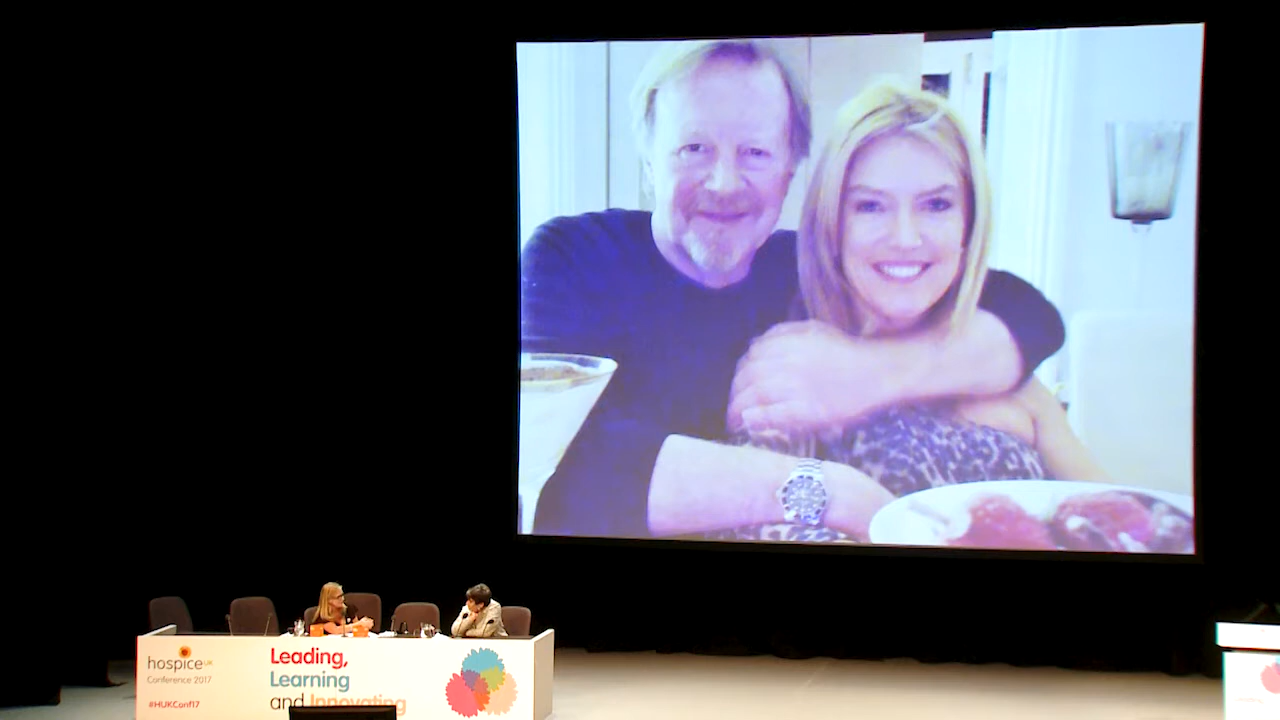 hospice UK
Conference 2017
#HUKConf17
Leading,
Learning
and Innovating